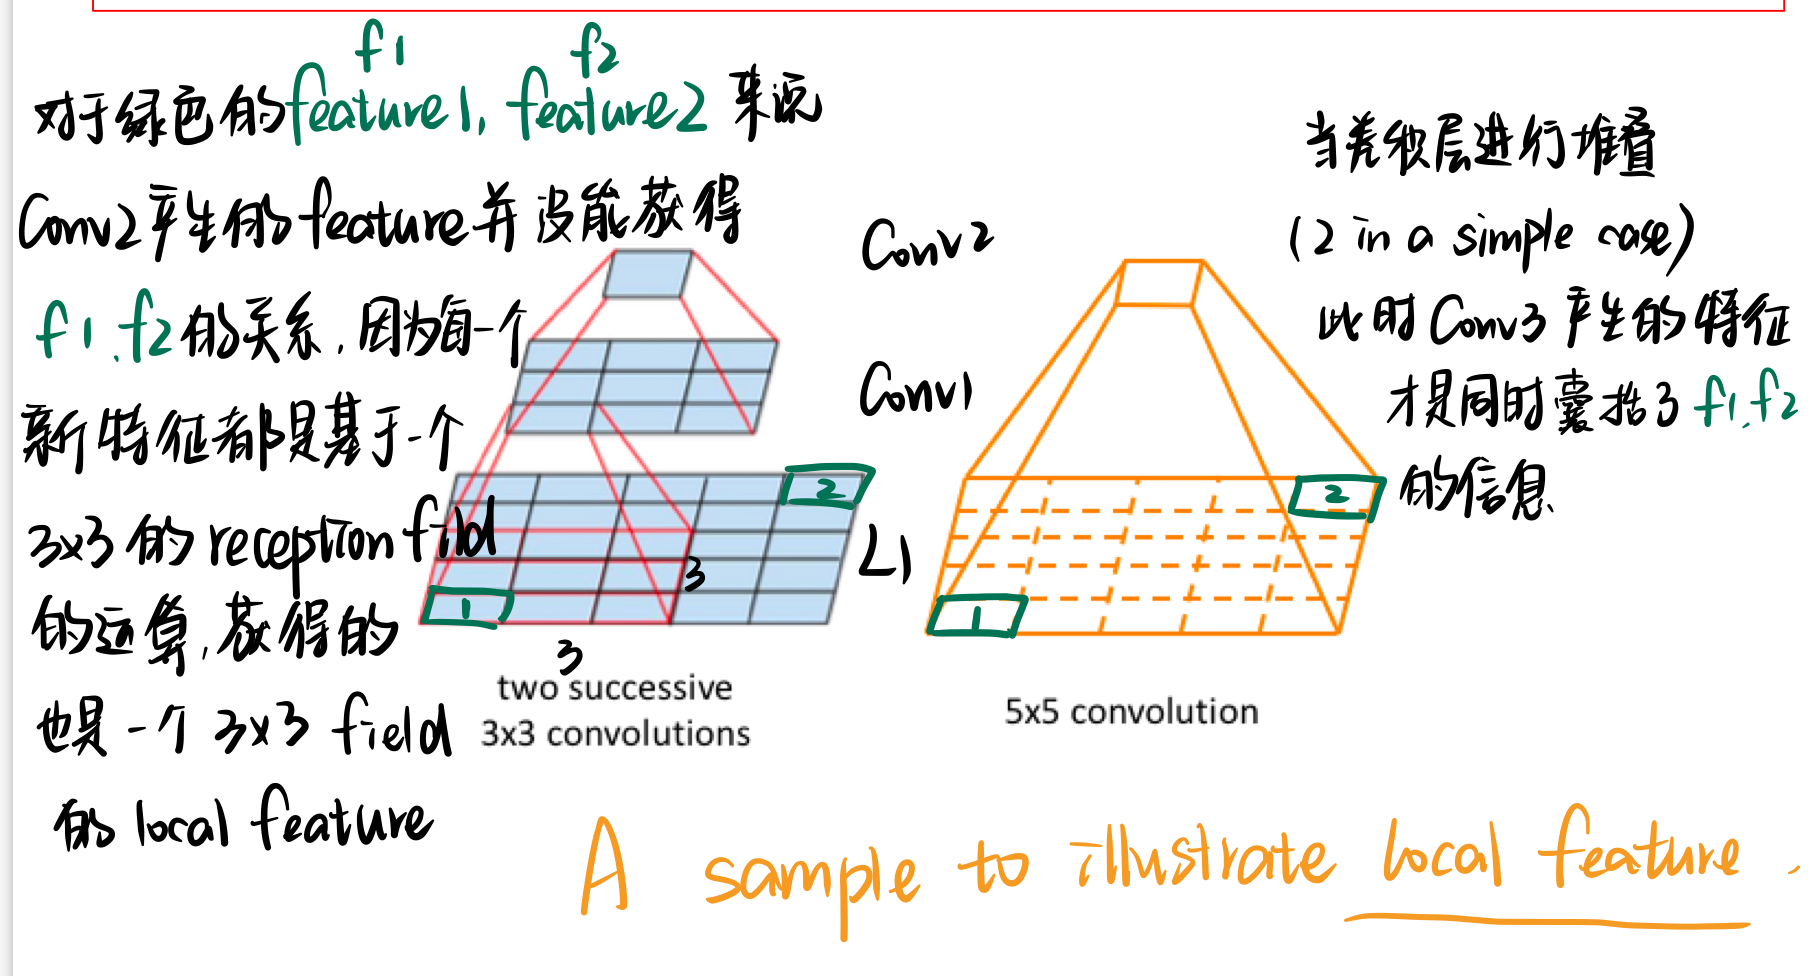 f1 f2
对于绿色的feature1, feature2 来说
Conv2产生的feature并没能获得
f1、f2的关系, 因为每一个
新特征都是基于一个
3x3 的 reception fild
的运算, 获得的
也是一个 3x3 field
的 local feature
Conv2
Conv1
L1
1
2
3
3
two successive
3x3 convolutions
1
2
5x5 convolution
当卷积层进行堆叠
(2 in a simple case)
此时 Conv3 产生的特征
才是同时囊括了 f1、f2
的信息、
A sample to illustrate local feature.